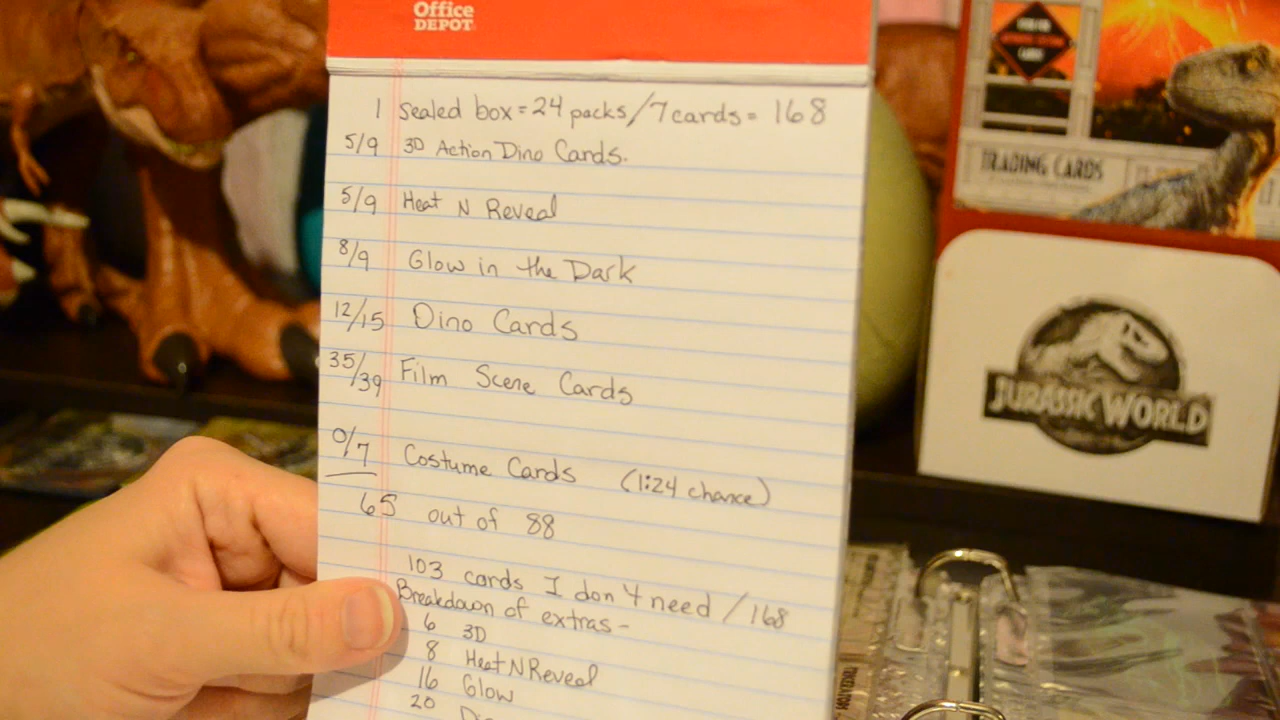 Office
DEPOT
1 Sealed box = 24 packs/7 cards = 168
5/9 3D Action Dino Cards.
5/9 Heat N Reveal
8/9 Glow in the Dark
12/15 Dino Cards
35/39 Film Scene Cards
0/7 Costume Cards (1:24 chance)
65 out of 88
103 cards I don't need / 168
Breakdown of extras -
6 3D
8 Heat N Reveal
16 Glow
20
TRADING CARDS
JURASSIC WORLD